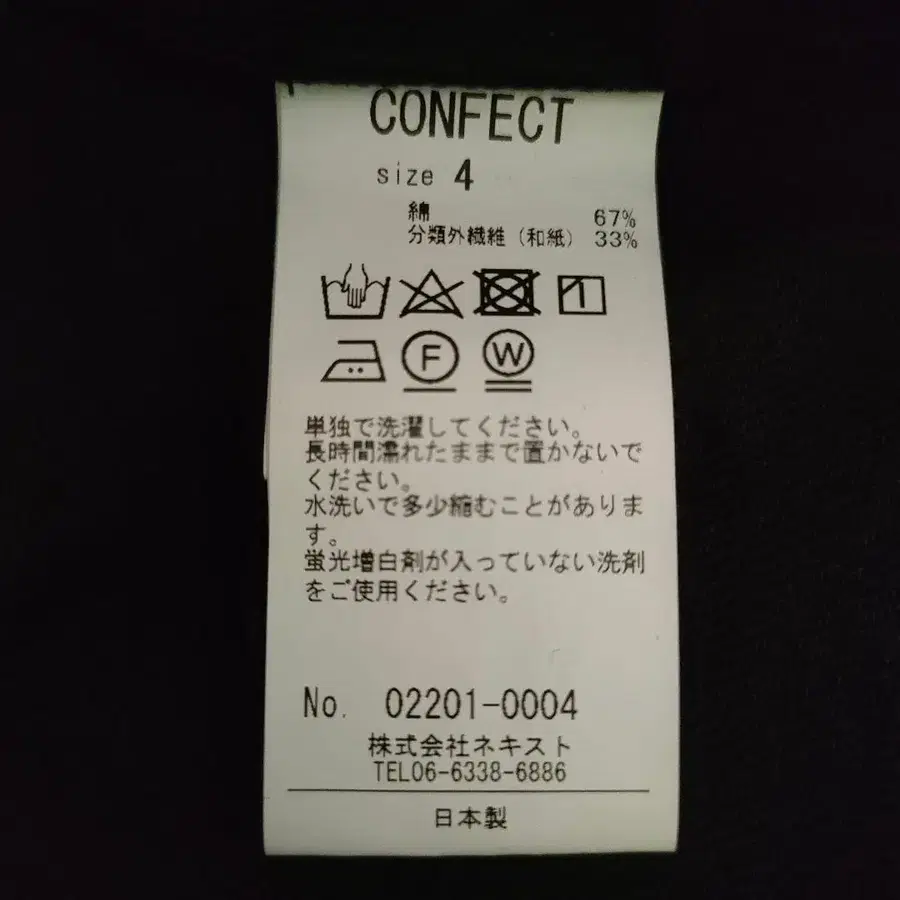 CONFECT
size 4
綿 67%
分類外繊維（和紙） 33%
F W
単独で洗濯してください。
長時間濡れたままで置かないで
ください。
水洗いで多少縮むことがありま
す。
蛍光増白剤が入っていない洗剤
をご使用ください。
No. 02201-0004
株式会社ネキスト
TEL06-6338-6886
日本製